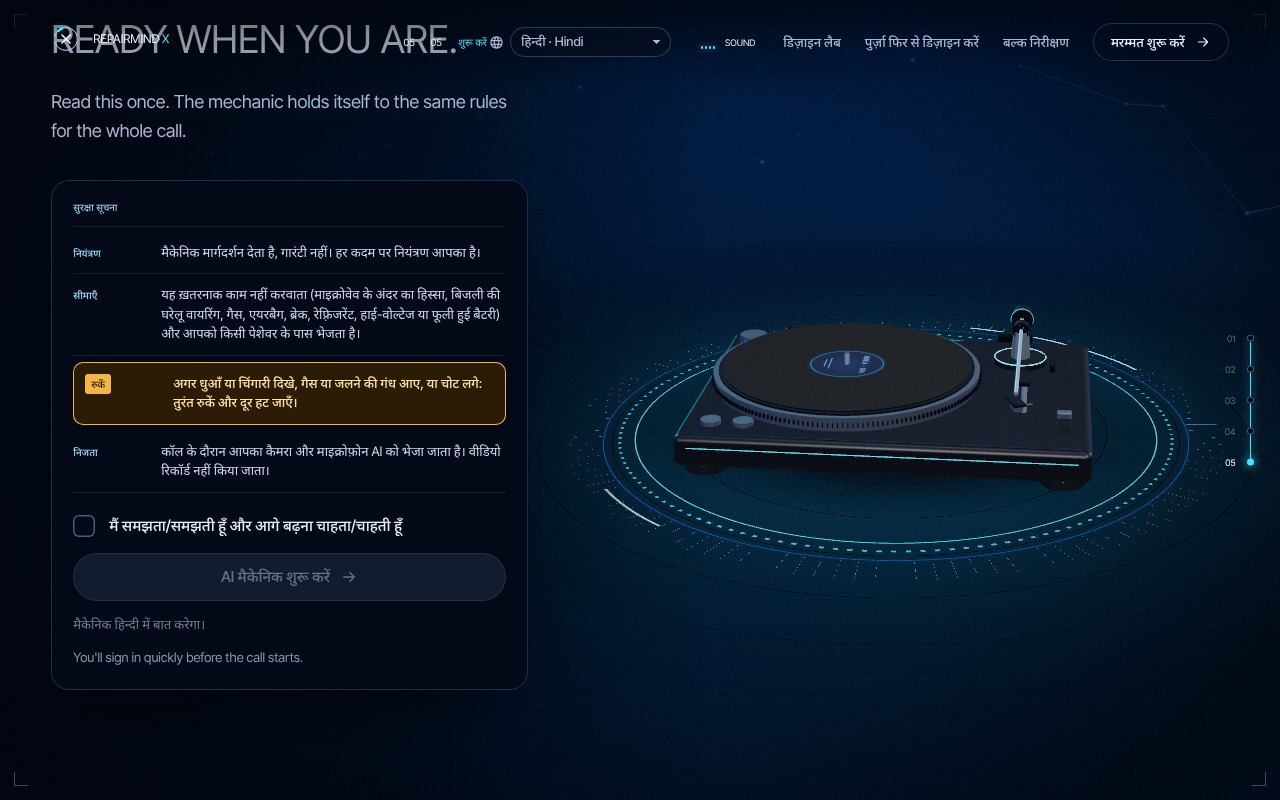 READY WHEN YOU ARE.
REPAIRMIND X
05
05
शुरू करें
हिन्दी · Hindi
SOUND
डिज़ाइन लैब
पुर्ज़ा फिर से डिज़ाइन करें
बल्क निरीक्षण
मरम्मत शुरू करें →
Read this once. The mechanic holds itself to the same rules
for the whole call.
सुरक्षा सूचना
नियंत्रण
मैकेनिक मार्गदर्शन देता है, गारंटी नहीं। हर कदम पर नियंत्रण आपका है।
सीमाएँ
यह ख़तरनाक काम नहीं करवाता (माइक्रोवेव के अंदर का हिस्सा, बिजली की
घरेलू वायरिंग, गैस, एयरबैग, ब्रेक, रेफ़्रिजरेंट, हाई-वोल्टेज या फूली हुई बैटरी)
और आपको किसी पेशेवर के पास भेजता है।
रुकें
अगर धुआँ या चिंगारी दिखे, गैस या जलने की गंध आए, या चोट लगे:
तुरंत रुकें और दूर हट जाएँ।
निजता
कॉल के दौरान आपका कैमरा और माइक्रोफ़ोन AI को भेजा जाता है। वीडियो
रिकॉर्ड नहीं किया जाता।
मैं समझता/समझती हूँ और आगे बढ़ना चाहता/चाहती हूँ
AI मैकेनिक शुरू करें →
मैकेनिक हिन्दी में बात करेगा।
You'll sign in quickly before the call starts.
01
02
03
04
05